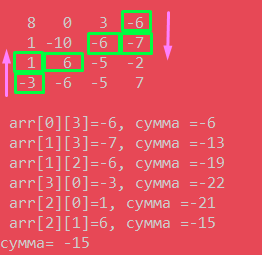 8 0 3 -6
1 -10 -6 -7
1 6 -5 -2
-3 -6 -5 7
arr[0][3]=-6, сумма =-6
arr[1][3]=-7, сумма =-13
arr[1][2]=-6, сумма =-19
arr[3][0]=-3, сумма =-22
arr[2][0]=1, сумма =-21
arr[2][1]=6, сумма =-15
сумма= -15